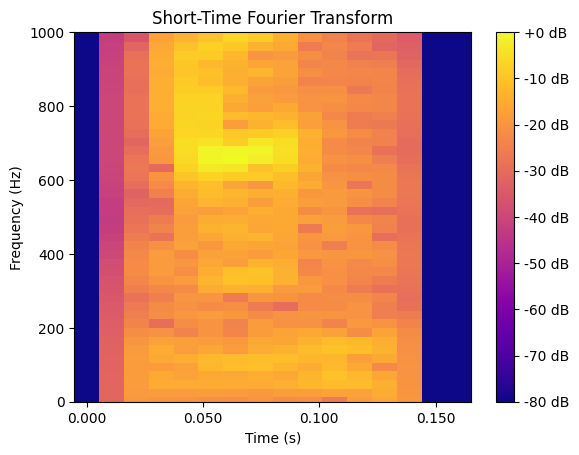 Short-Time Fourier Transform
1000
800
600
400
200
0
Frequency (Hz)
0.000
0.050
0.100
0.150
Time (s)
+0 dB
-10 dB
-20 dB
-30 dB
-40 dB
-50 dB
-60 dB
-70 dB
-80 dB